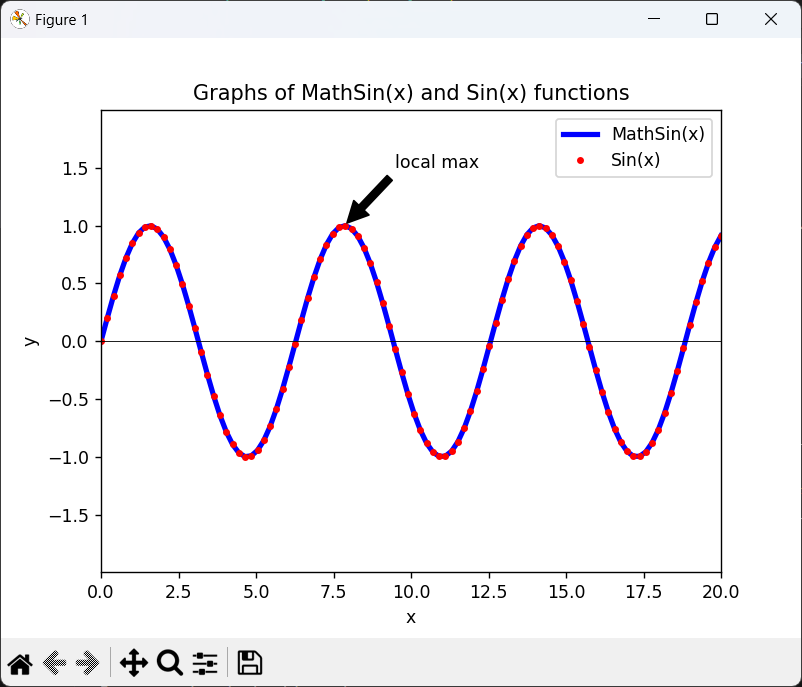 Figure 1
Graphs of MathSin(x) and Sin(x) functions
MathSin(x)
Sin(x)
local max
1.5
1.0
0.5
0.0
−0.5
−1.0
−1.5
y
0.0 2.5 5.0 7.5 10.0 12.5 15.0 17.5 20.0
x